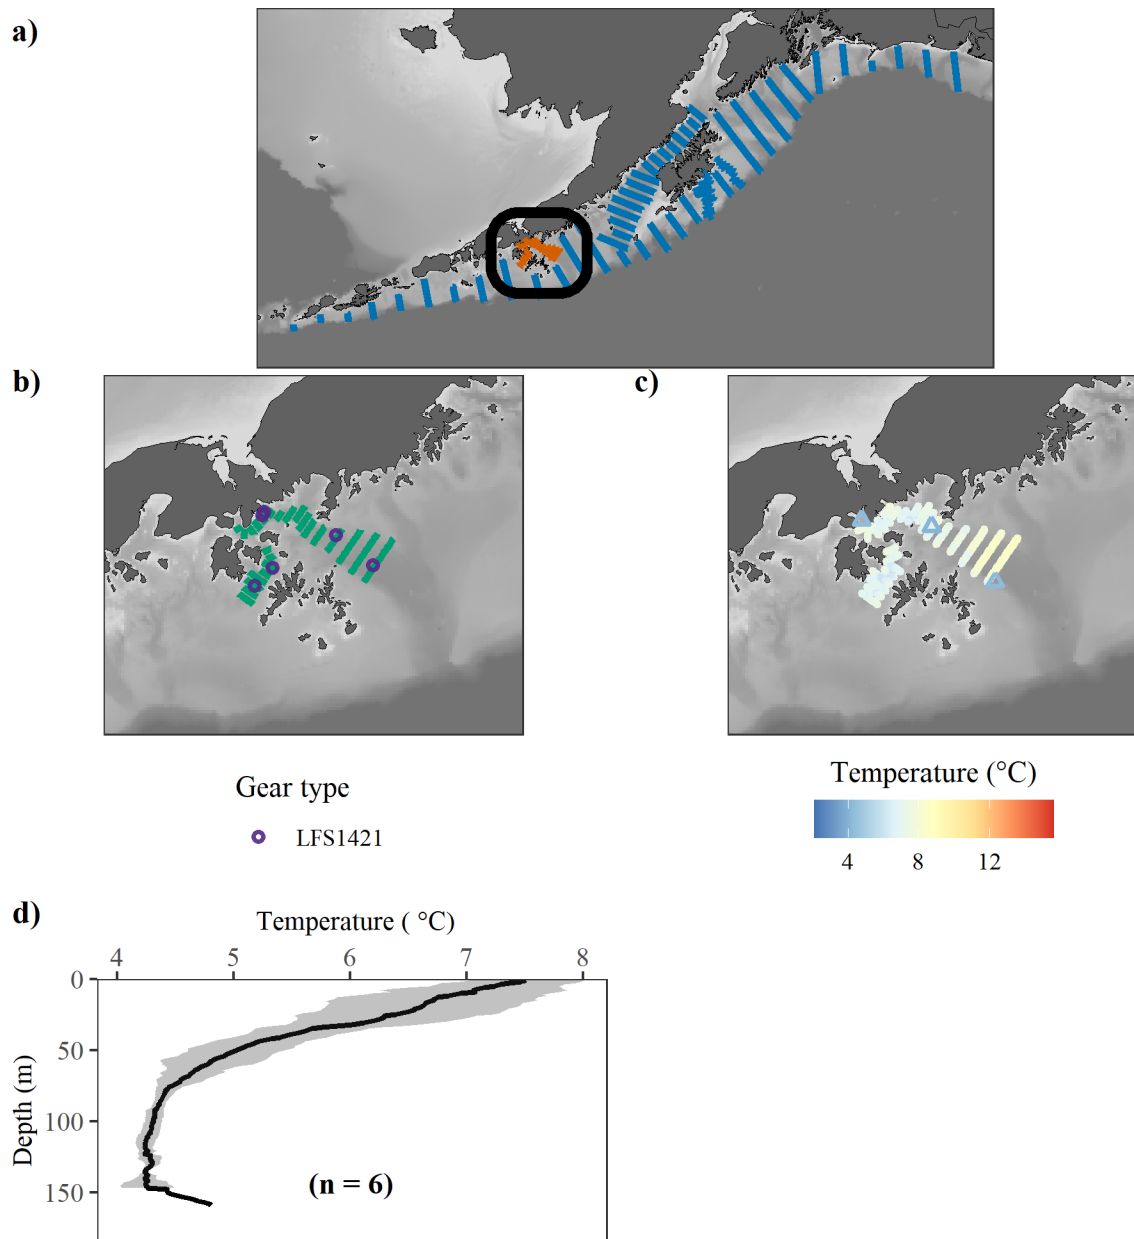 a)
b)
c)
Gear type
LFS1421
Temperature (°C)
4 8 12
d)
Temperature ( °C)
4 5 6 7 8
0
50
100
150
Depth (m)
(n = 6)